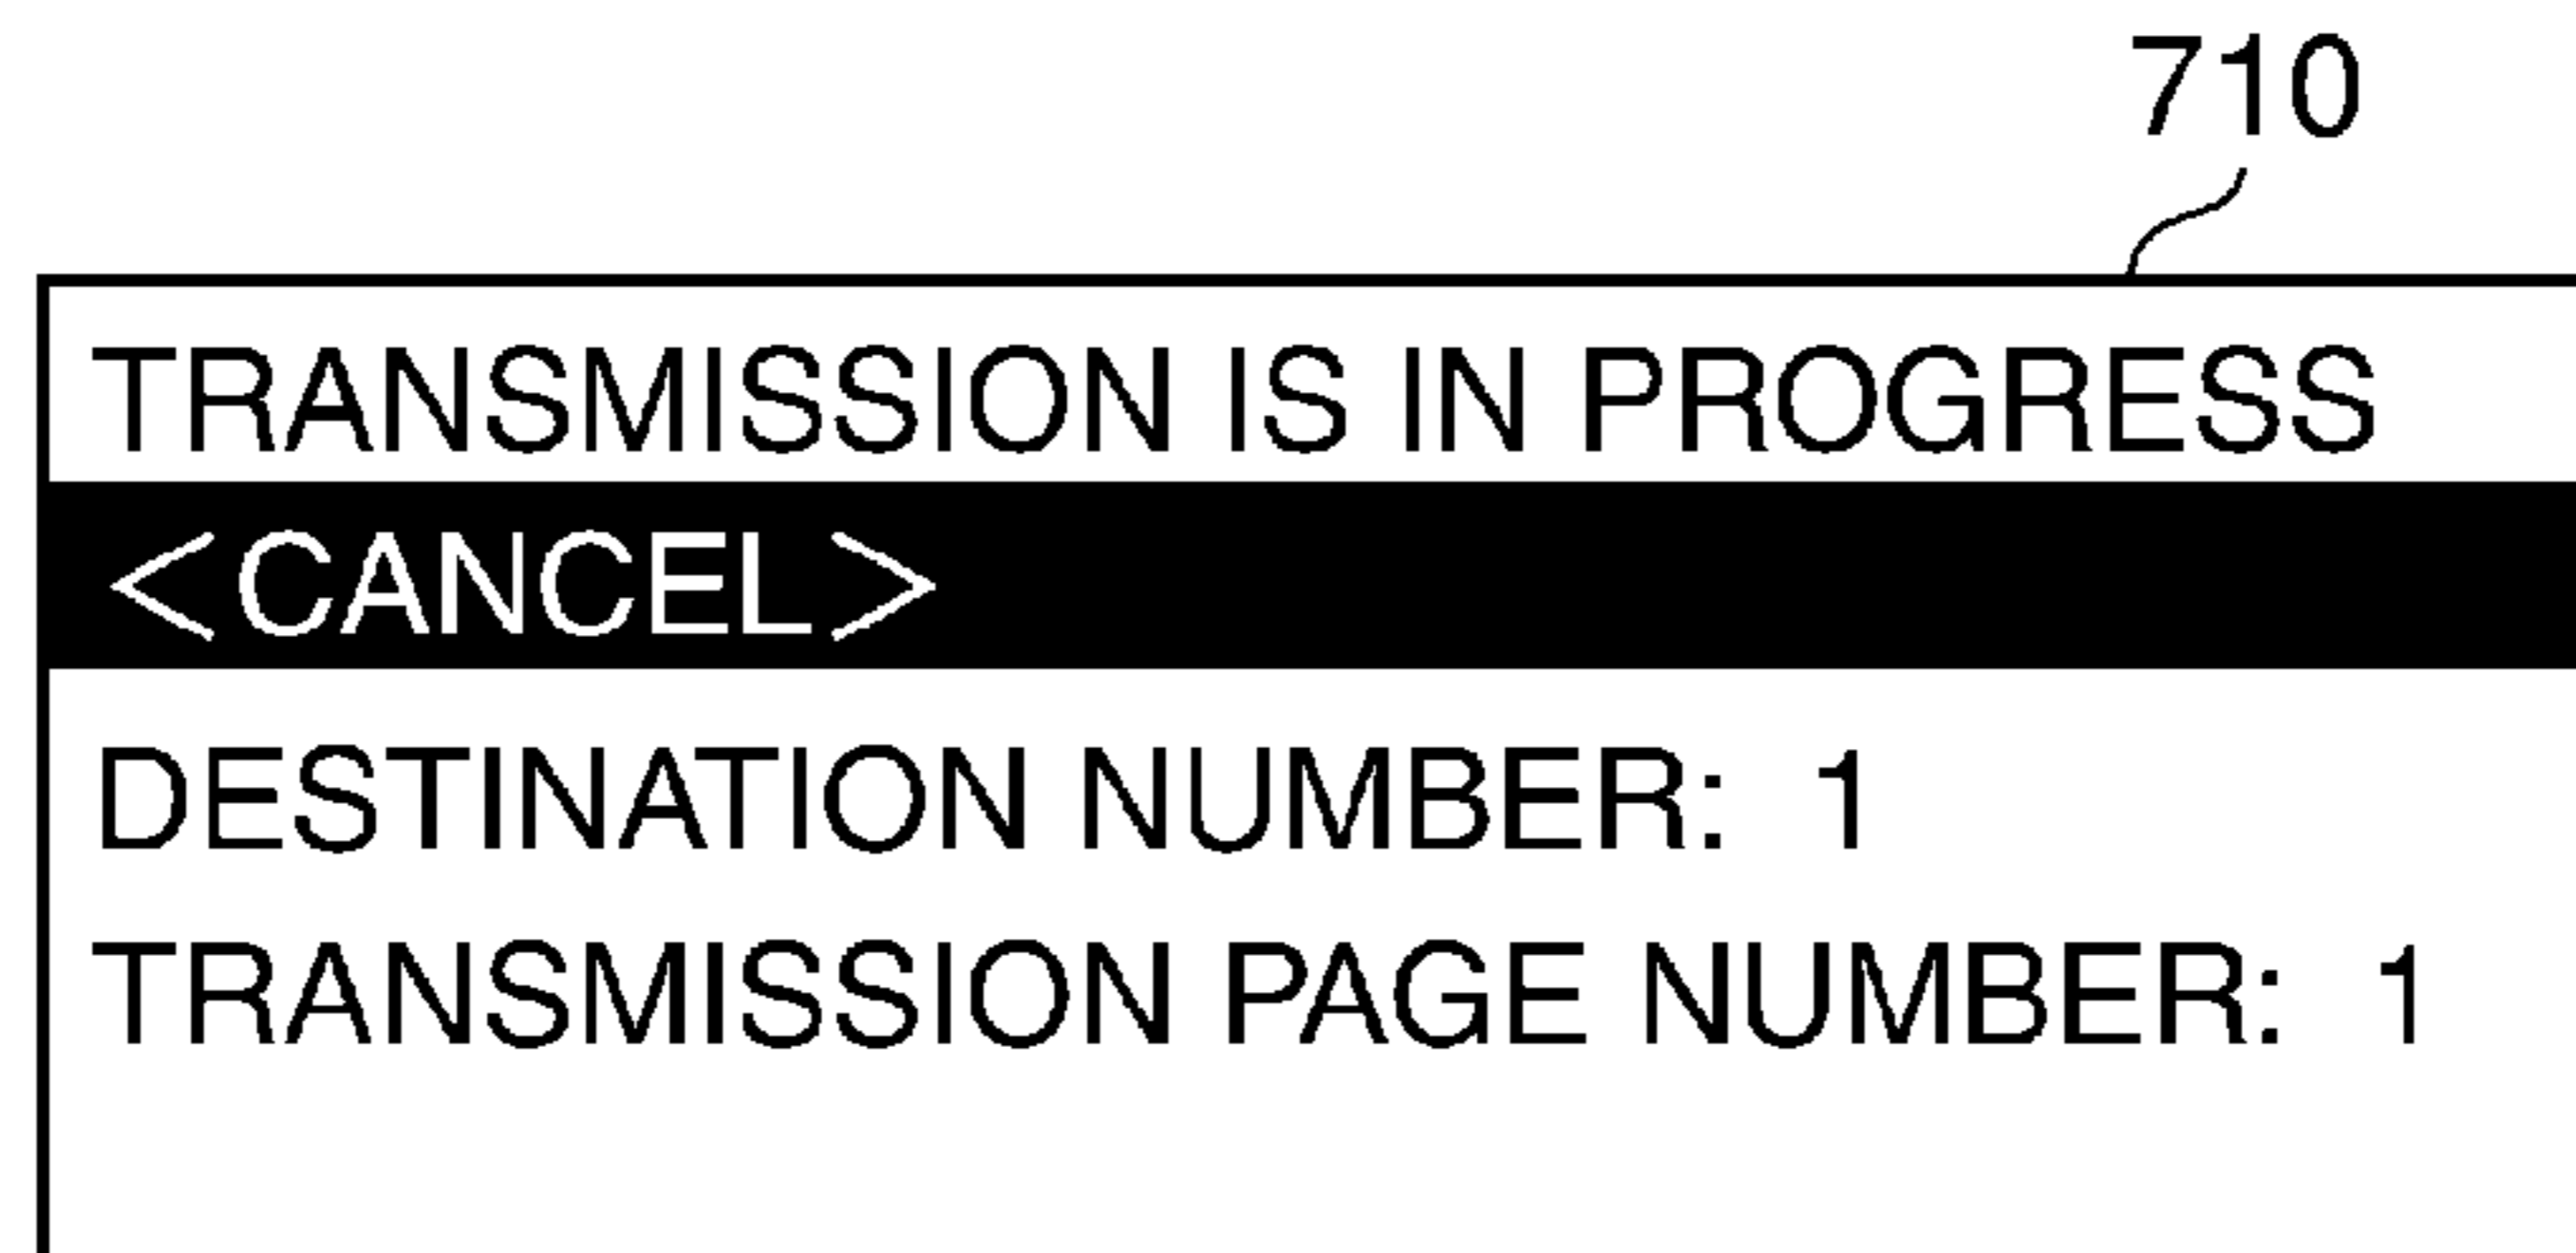 710
TRANSMISSION IS IN PROGRESS
<CANCEL>
DESTINATION NUMBER: 1
TRANSMISSION PAGE NUMBER: 1